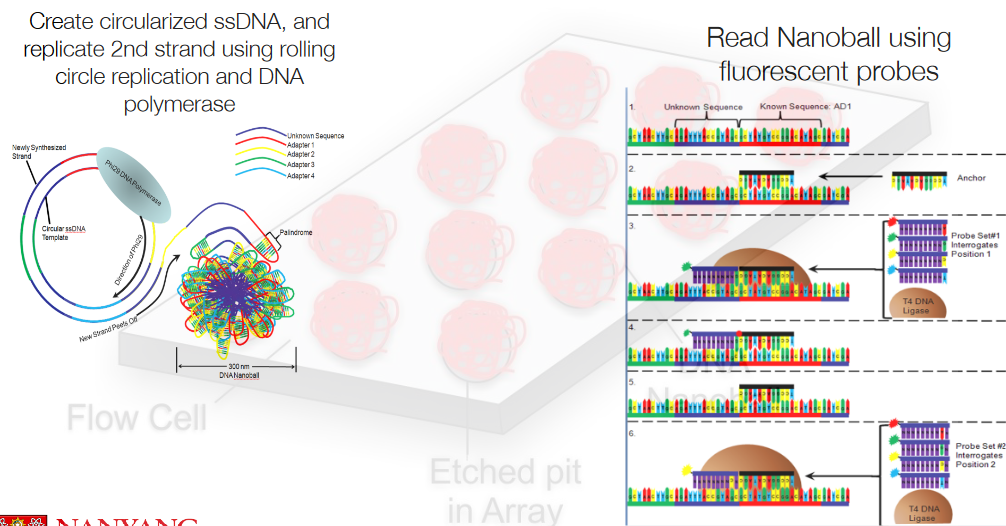 Create circularized ssDNA, and
replicate 2nd strand using rolling
circle replication and DNA
polymerase
Read Nanoball using
fluorescent probes
Newly Synthesized
Strand
Phi29 DNA Polymerase
Circular ssDNA
Template
Direction of Phi29
New Strand Peels Off
Unknown Sequence
Adapter 1
Adapter 2
Adapter 3
Adapter 4
Palindrome
300 nm
DNA Nanoball
Flow Cell
Etched pit
in Array
1.
Unknown Sequence
Known Sequence: AD1
2.
Anchor
3.
Probe Set#1
Interrogates
Position 1
T4 DNA
Ligase
4.
5.
6.
Probe Set #2
Interrogates
Position 2
T4 DNA
Ligase
NANYANG